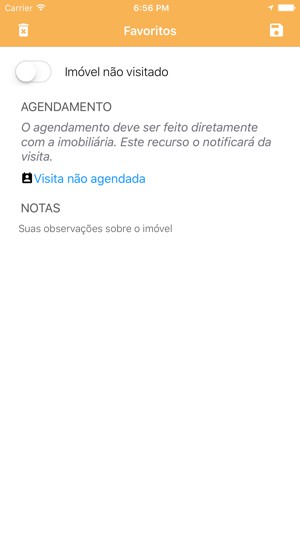 Carrier 6:56 PM
Favoritos
Imóvel não visitado
AGENDAMENTO
O agendamento deve ser feito diretamente
com a imobiliária. Este recurso o notificará da
visita.
Visita não agendada
NOTAS
Suas observações sobre o imóvel